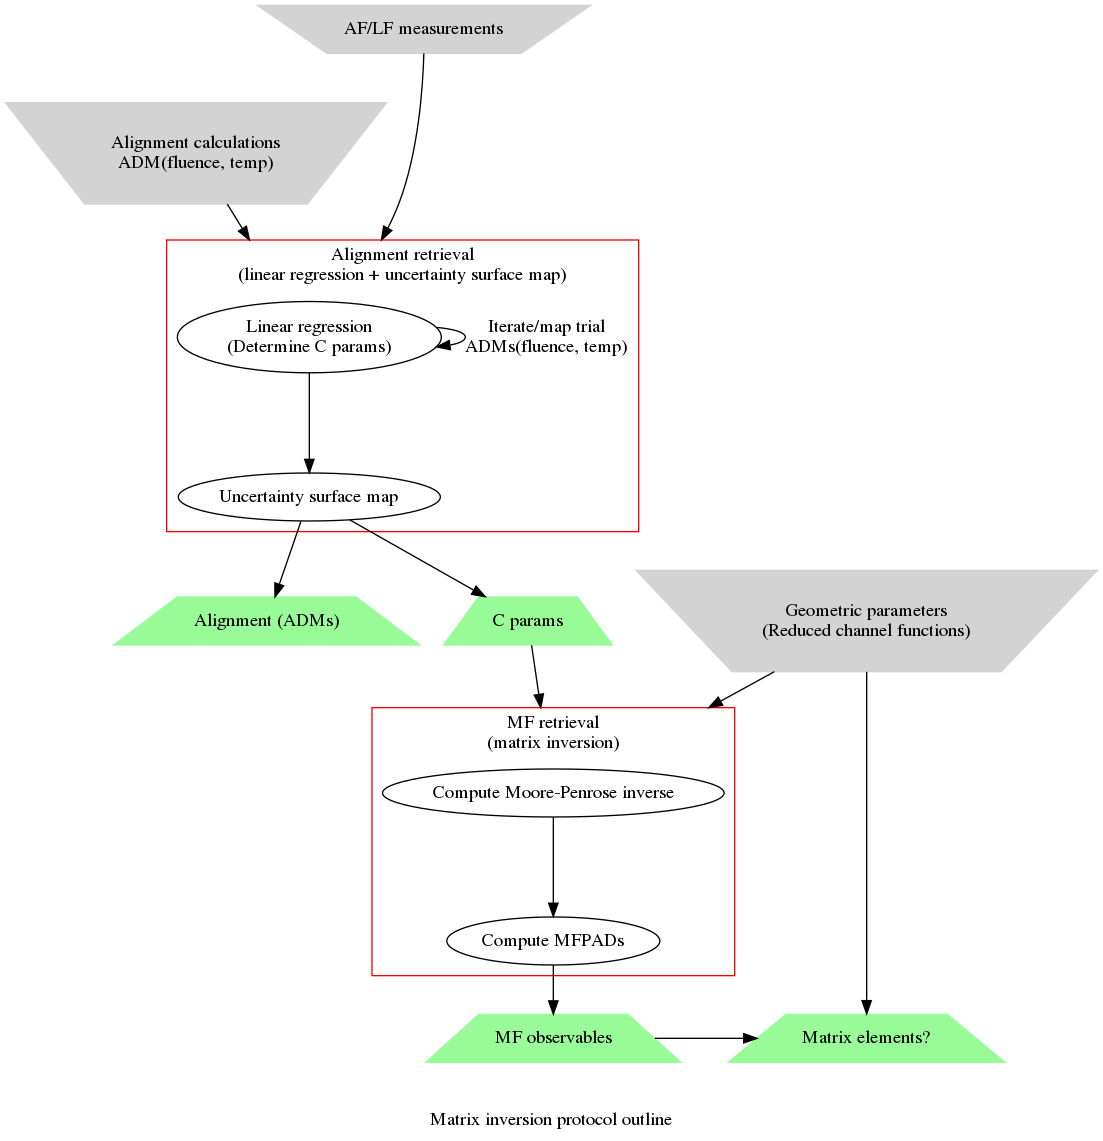 AF/LF measurements
Alignment calculations
ADM(fluence, temp)
Alignment retrieval
(linear regression + uncertainty surface map)
Linear regression
(Determine C params)
Iterate/map trial
ADMs(fluence, temp)
Uncertainty surface map
Alignment (ADMs)
C params
Geometric parameters
(Reduced channel functions)
MF retrieval
(matrix inversion)
Compute Moore-Penrose inverse
Compute MFPADs
MF observables
Matrix elements?
Matrix inversion protocol outline